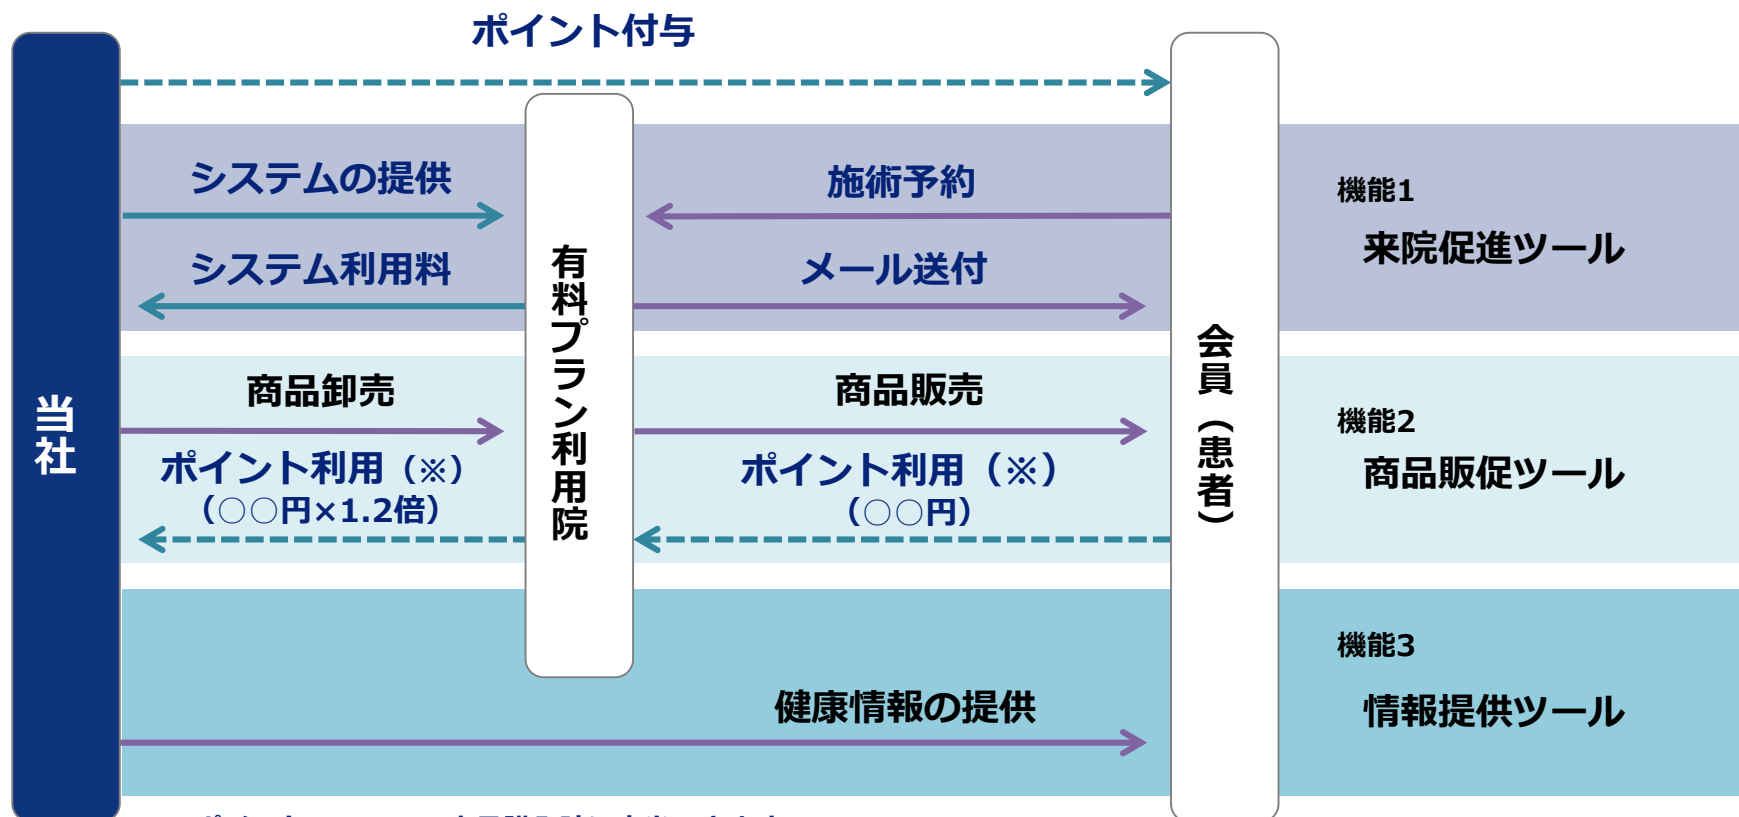 ポイント付与
システムの提供
施術予約
機能1
来院促進ツール
システム利用料
メール送付
有料プラン利用院
会員（患者）
当社
商品卸売
商品販売
機能2
商品販促ツール
ポイント利用（※）
（○○円×1.2倍）
ポイント利用（※）
（○○円）
機能3
情報提供ツール
健康情報の提供